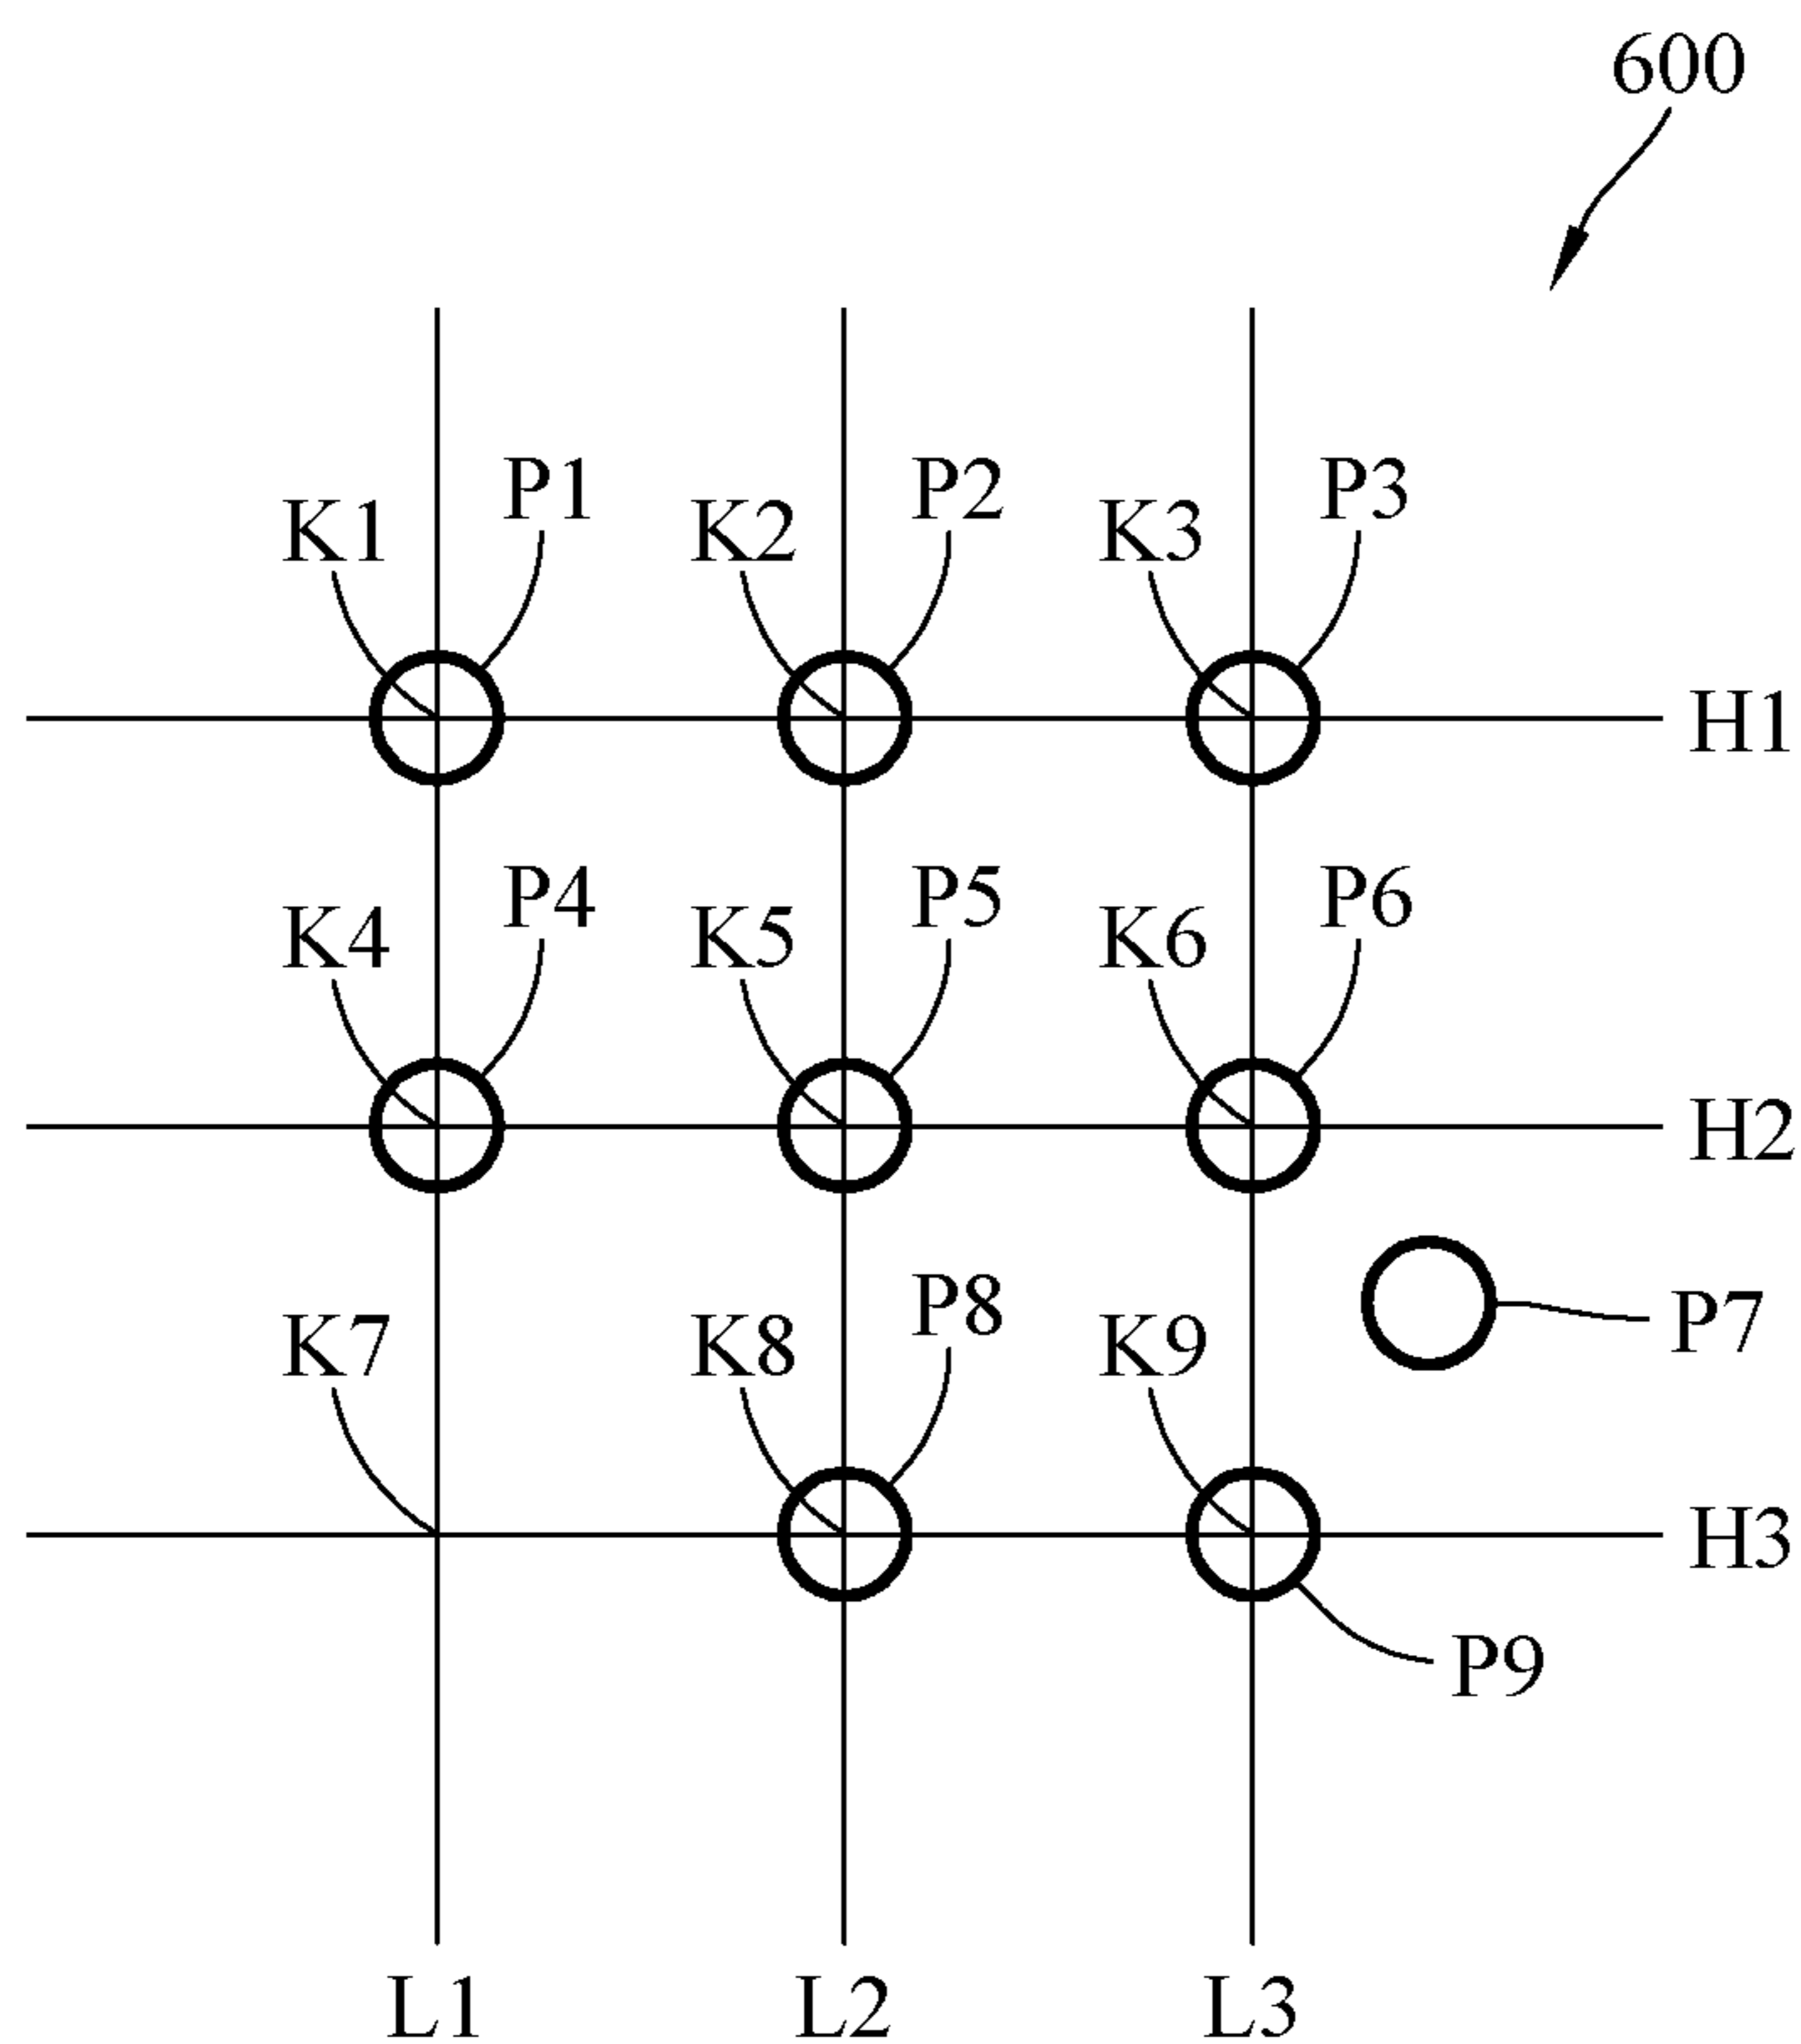 600
P1 P2 P3
K1 K2 K3
H1
P4 P5 P6
K4 K5 K6
H2
P8 P7
K7 K8 K9
H3
P9
L1 L2 L3